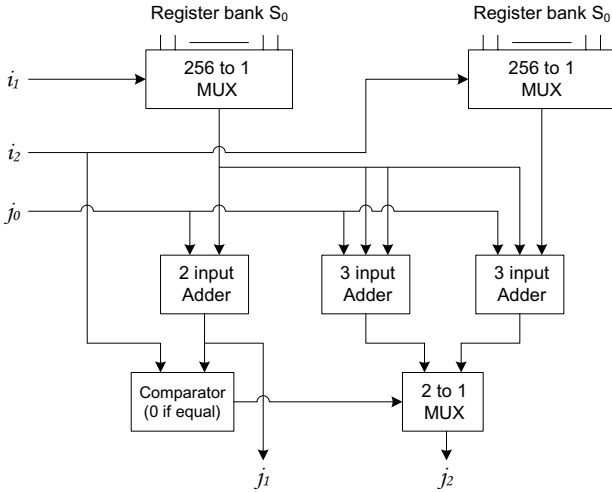 Register bank S0
Register bank S0
256 to 1
MUX
256 to 1
MUX
i1
i2
j0
2 input
Adder
3 input
Adder
3 input
Adder
Comparator
(0 if equal)
2 to 1
MUX
j1
j2